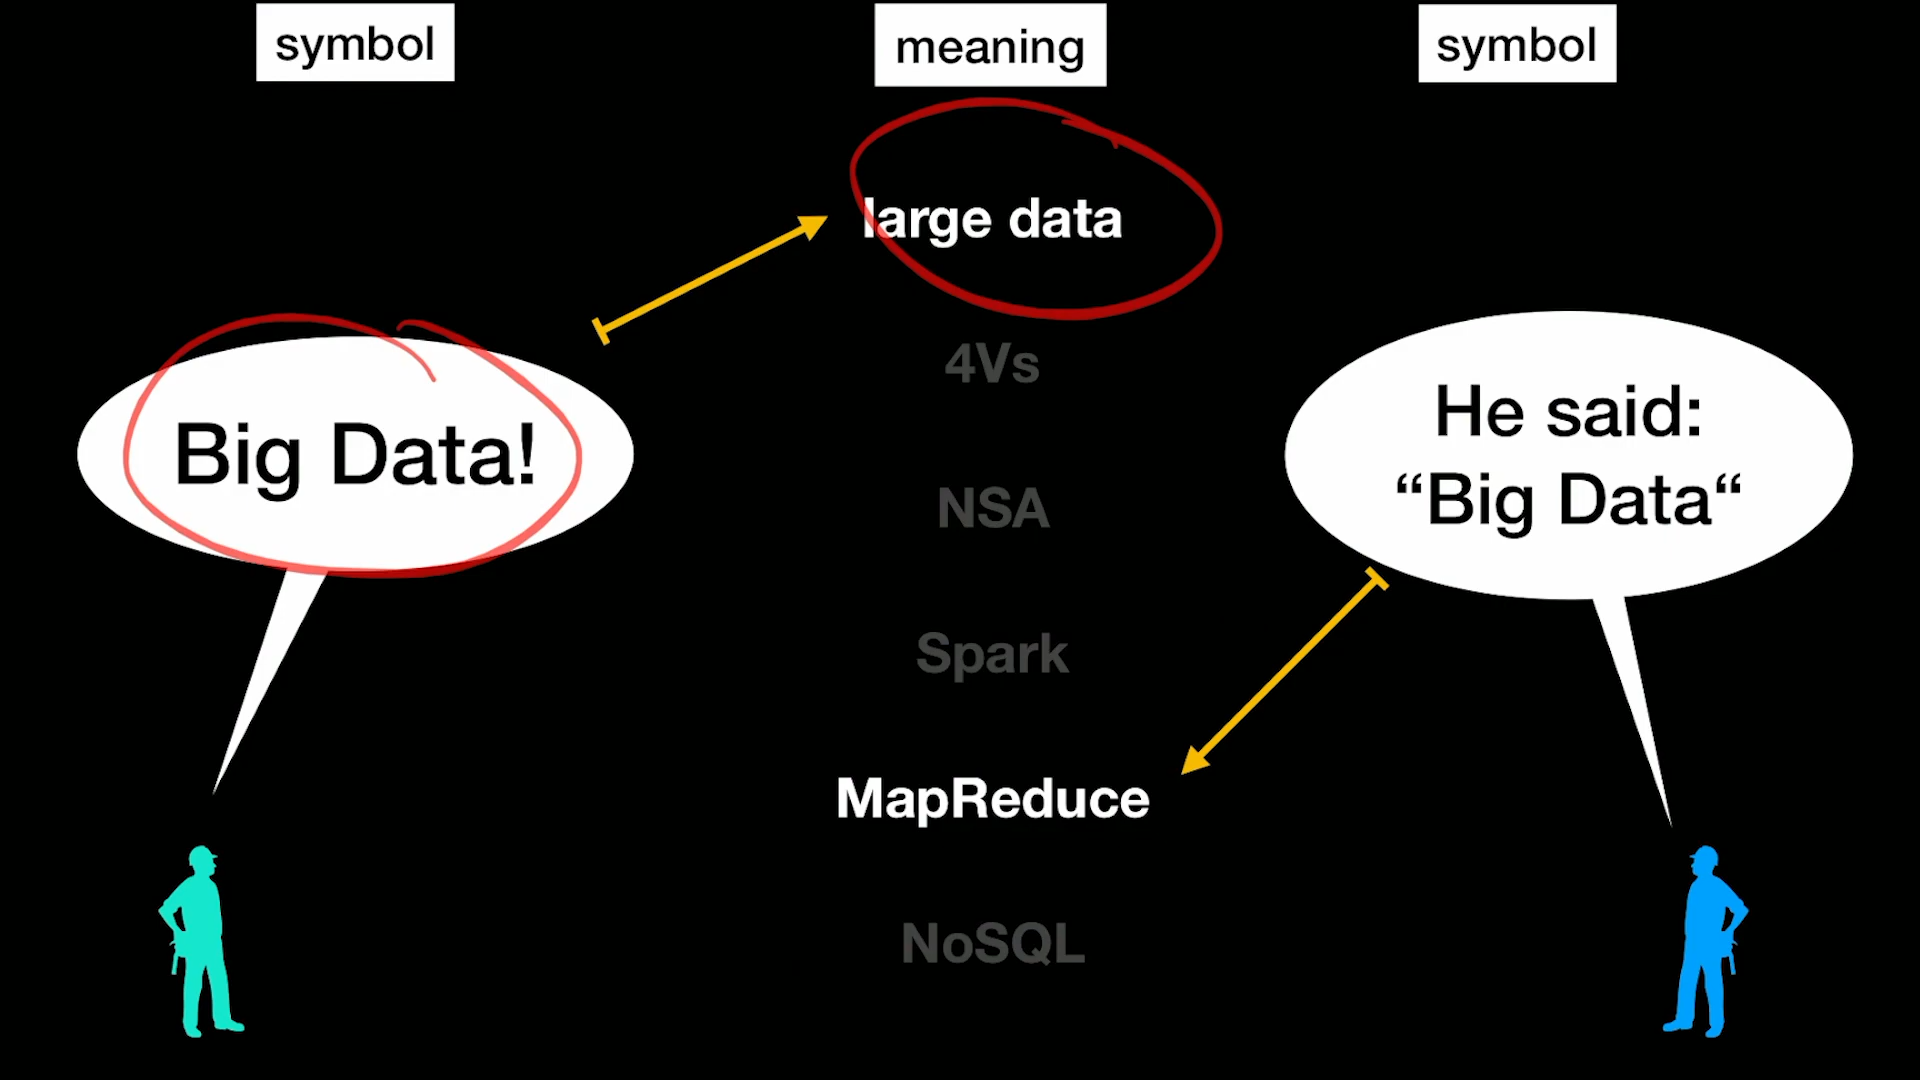 symbol
meaning
symbol
large data
Big Data!
4Vs
NSA
Spark
MapReduce
NoSQL
He said:
“Big Data“